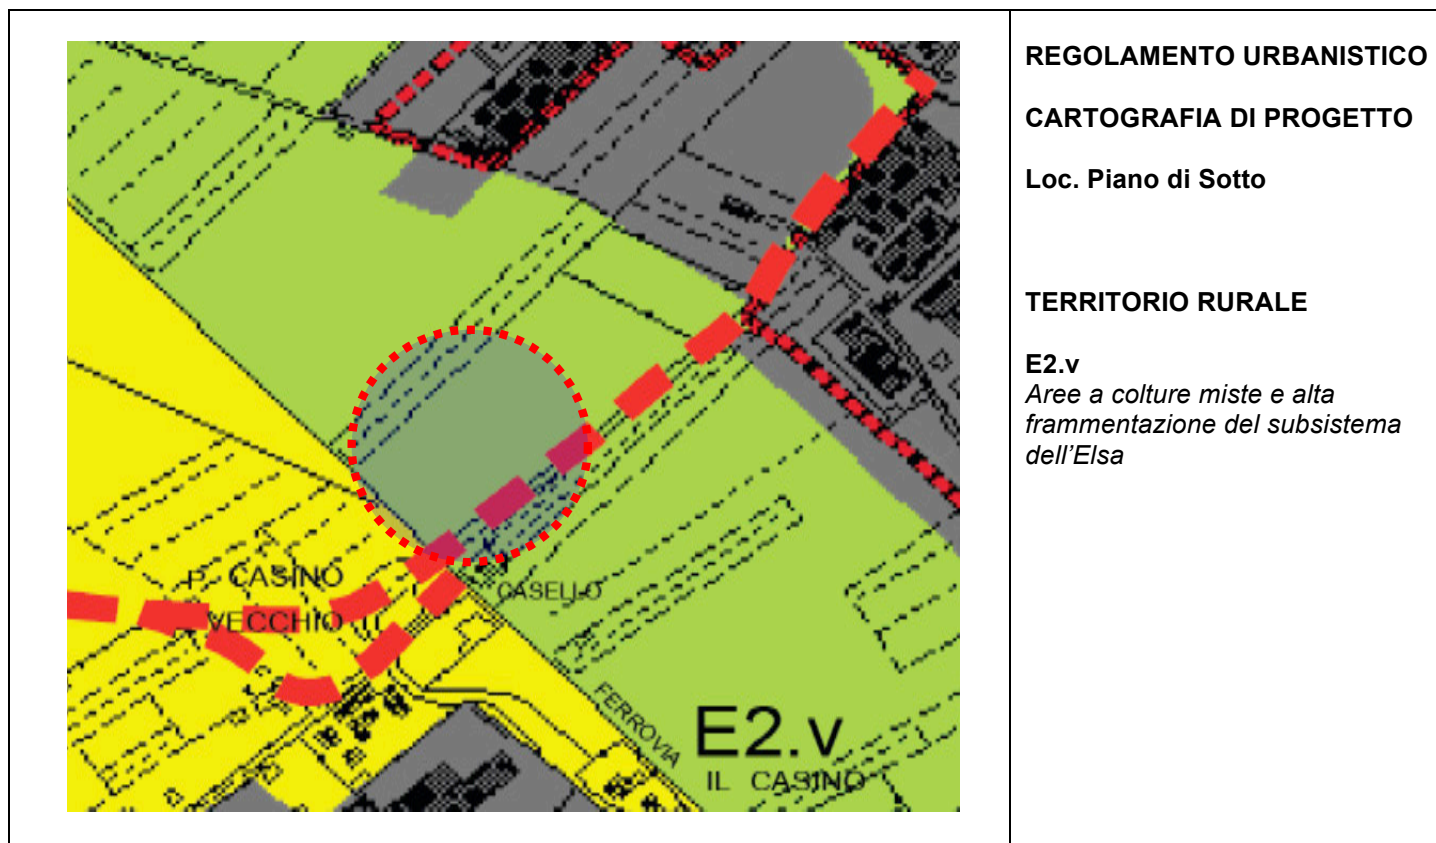 P. CASINO
VECCHIO
CASELLO
FERROVIA
E2.v
IL CASINO
REGOLAMENTO URBANISTICO
CARTOGRAFIA DI PROGETTO
Loc. Piano di Sotto
TERRITORIO RURALE
E2.v
Aree a colture miste e alta
frammentazione del subsistema
dell’Elsa